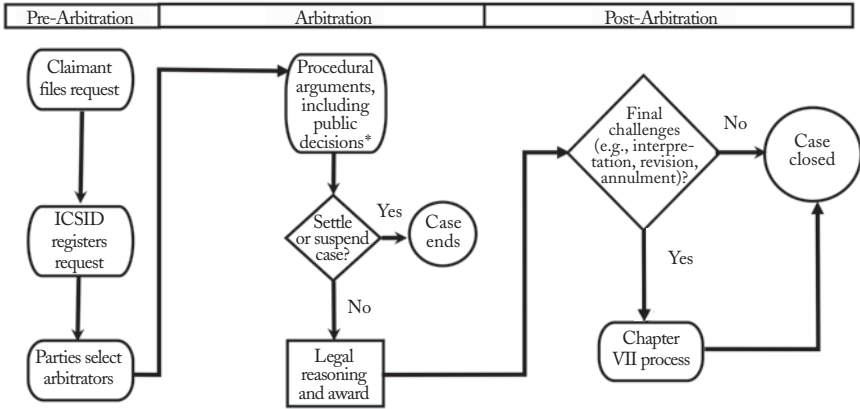 Pre-Arbitration
Arbitration
Post-Arbitration
Claimant
files request
ICSID
registers
request
Parties select
arbitrators
Procedural
arguments,
including
public
decisions*
Settle
or suspend
case?
Yes
Case
ends
No
Legal
reasoning
and award
Final
challenges
(e.g., interpre-
tation, revision,
annulment)?
No
Case
closed
Yes
Chapter
VII process